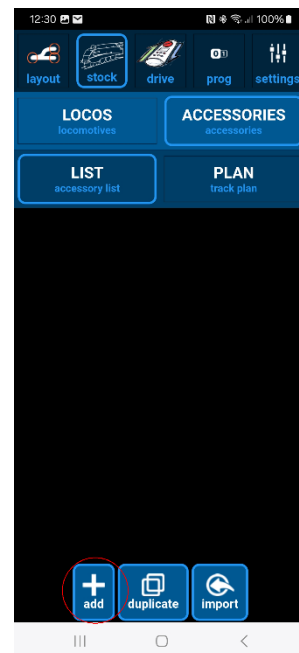 12:30 100%
layout stock drive prog settings
LOCOS ACCESSORIES
locomotives accessories
LIST PLAN
accessory list track plan
add duplicate import